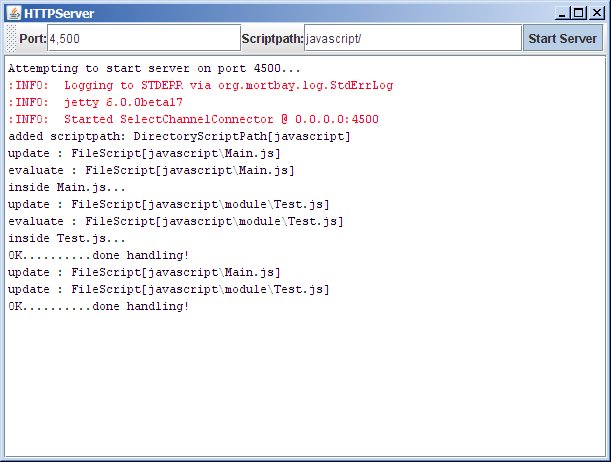 HTTPServer
Port: 4,500 Scriptpath: javascript/ Start Server
Attempting to start server on port 4500...
:INFO:  Logging to STDERR via org.mortbay.log.StdErrLog
:INFO:  jetty 6.0.0beta17
:INFO:  Started SelectChannelConnector @ 0.0.0.0:4500
added scriptpath: DirectoryScriptPath[javascript]
update : FileScript[javascript\Main.js]
evaluate : FileScript[javascript\Main.js]
inside Main.js...
update : FileScript[javascript\module\Test.js]
evaluate : FileScript[javascript\module\Test.js]
inside Test.js...
OK..........done handling!
update : FileScript[javascript\Main.js]
update : FileScript[javascript\module\Test.js]
OK..........done handling!